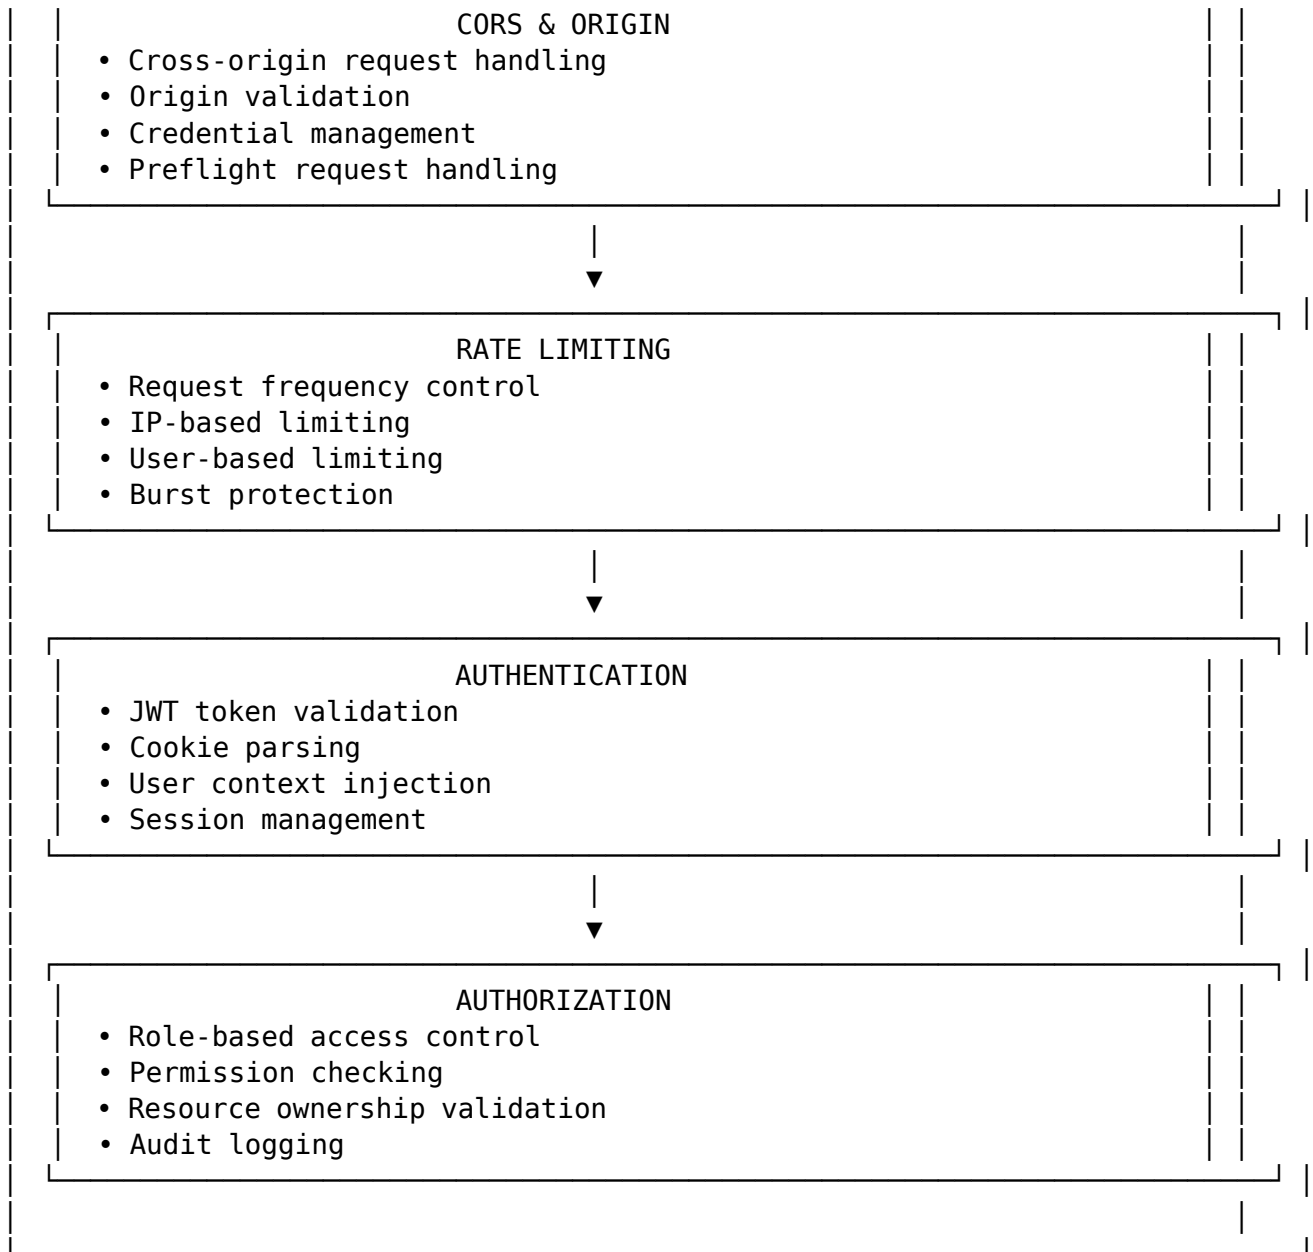 CORS & ORIGIN
• Cross-origin request handling
• Origin validation
• Credential management
• Preflight request handling
▼
RATE LIMITING
• Request frequency control
• IP-based limiting
• User-based limiting
• Burst protection
▼
AUTHENTICATION
• JWT token validation
• Cookie parsing
• User context injection
• Session management
▼
AUTHORIZATION
• Role-based access control
• Permission checking
• Resource ownership validation
• Audit logging